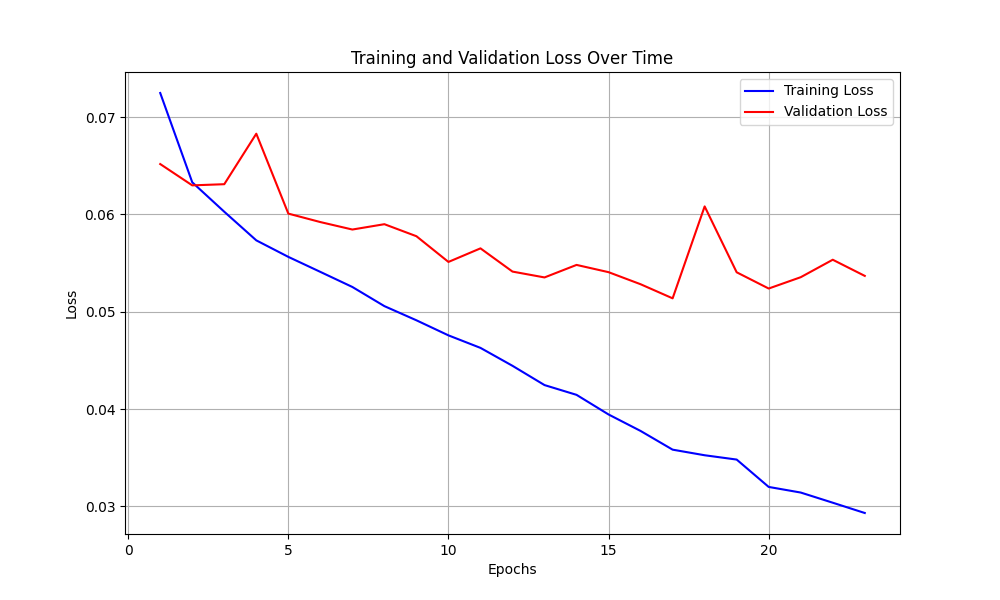 Training and Validation Loss Over Time
Training Loss
Validation Loss
0.07
0.06
0.05
0.04
0.03
Loss
0
5
10
15
20
Epochs